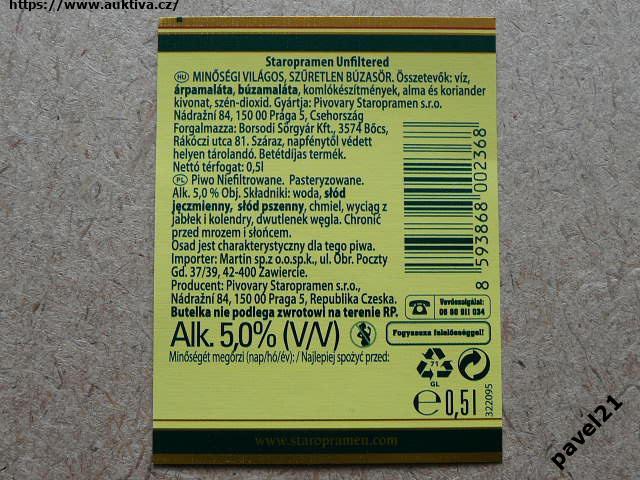 https://www.auktiva.cz/
Staropramen Unfiltered
HU MINŐSÉGI VILÁGOS, SZŰRETLEN BÚZASÖR. Összetevők: víz,
árpamaláta, búzamaláta, komlókészítmények, alma és koriander
kivonat, szén-dioxid. Gyártja: Pivovary Staropramen s.r.o.
Nádražní 84, 150 00 Prága 5, Csehország
Forgalmazza: Borsodi Sörgyár Kft., 3574 Bőcs,
Rákóczi utca 81. Száraz, napfénytől védett
helyen tárolandó. Betétdíjas termék.
Nettó térfogat: 0,5l
PL Piwo Niefiltrowane. Pasteryzowane.
Alk. 5,0 % Obj. Składniki: woda, słód
jęczmienny, słód pszenny, chmiel, wyciąg z
jabłek i kolendry, dwutlenek węgla. Chronić
przed mrozem i słońcem.
Osad jest charakterystyczny dla tego piwa.
Importer: Martin sp.z o.o.sp.k., ul. Obr. Poczty
Gd. 37/39, 42-400 Zawiercie.
Producent: Pivovary Staropramen s.r.o.,
Nádražní 84, 150 00 Praga 5, Republika Czeska.
Butelka nie podlega zwrotowi na terenie RP.
8 593868 002368
Vevőszolgálat:
06 80 911 034
Alk. 5,0% (V/V)
Fogyassza felelősséggel!
Minőségét megőrzi (nap/hó/év): / Najlepiej spożyć przed:
71
GL
e 0,5l
322095
www.staropramen.com
pavel21